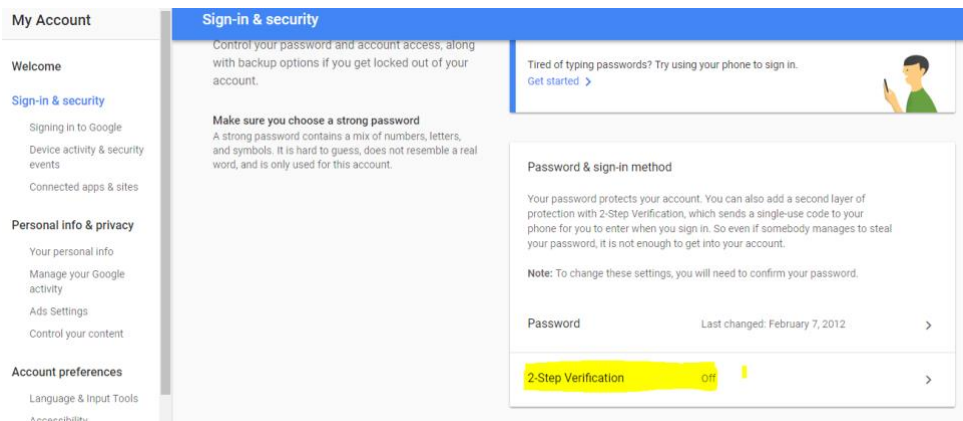 My Account
Sign-in & security
Welcome
Sign-in & security
Signing in to Google
Device activity & security
events
Connected apps & sites
Personal info & privacy
Your personal info
Manage your Google
activity
Ads Settings
Control your content
Account preferences
Language & Input Tools
Accessibility
Control your password and account access, along
with backup options if you get locked out of your
account.
Make sure you choose a strong password
A strong password contains a mix of numbers, letters,
and symbols. It is hard to guess, does not resemble a real
word, and is only used for this account.
Tired of typing passwords? Try using your phone to sign in.
Get started
Password & sign-in method
Your password protects your account. You can also add a second layer of
protection with 2-Step Verification, which sends a single-use code to your
phone for you to enter when you sign in. So even if somebody manages to steal
your password, it is not enough to get into your account.
Note: To change these settings, you will need to confirm your password.
Password Last changed: February 7, 2012
2-Step Verification Off